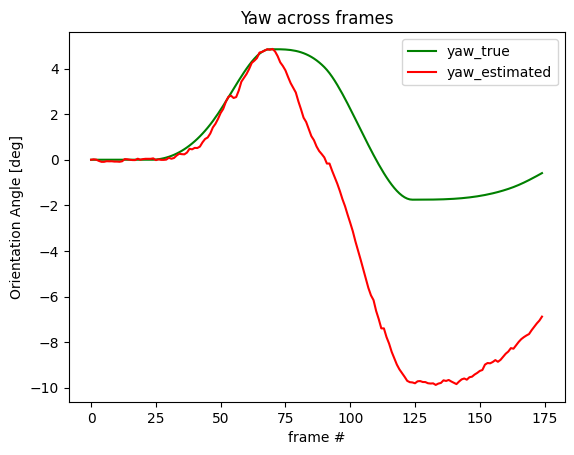 Yaw across frames
yaw_true
yaw_estimated
Orientation Angle [deg]
4
2
0
−2
−4
−6
−8
−10
0 25 50 75 100 125 150 175
frame #